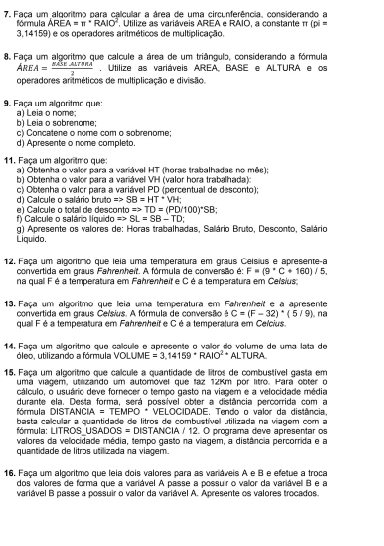 7. Faça um algoritmo para calcular a área de uma circunferência, considerando a
fórmula ÁREA = π * RAIO². Utilize as variáveis AREA e RAIO, a constante π (pi =
3,14159) e os operadores aritméticos de multiplicação.
8. Faça um algoritmo que calcule a área de um triângulo, considerando a fórmula
ÁREA = BASE.ALTURA / 2 . Utilize as variáveis AREA, BASE e ALTURA e os
operadores aritméticos de multiplicação e divisão.
9. Faça um algoritmo que:
a) Leia o nome;
b) Leia o sobrenome;
c) Concatene o nome com o sobrenome;
d) Apresente o nome completo.
11. Faça um algoritmo que:
a) Obtenha o valor para a variável HT (horas trabalhadas no mês);
b) Obtenha o valor para a variável VH (valor hora trabalhada):
c) Obtenha o valor para a variável PD (percentual de desconto);
d) Calcule o salário bruto => SB = HT * VH;
e) Calcule o total de desconto => TD = (PD/100)*SB;
f) Calcule o salário líquido => SL = SB – TD;
g) Apresente os valores de: Horas trabalhadas, Salário Bruto, Desconto, Salário
Liquido.
12. Faça um algoritmo que leia uma temperatura em graus Celsius e apresente-a
convertida em graus Fahrenheit. A fórmula de conversão é: F = (9 * C + 160) / 5,
na qual F é a temperatura em Fahrenheit e C é a temperatura em Celsius;
13. Faça um algoritmo que leia uma temperatura em Fahrenheit e a apresente
convertida em graus Celsius. A fórmula de conversão é C = (F – 32) * ( 5 / 9), na
qual F é a temperatura em Fahrenheit e C é a temperatura em Celcius.
14. Faça um algoritmo que calcule e apresente o valor do volume de uma lata de
óleo, utilizando a fórmula VOLUME = 3,14159 * RAIO² * ALTURA.
15. Faça um algoritmo que calcule a quantidade de litros de combustível gasta em
uma viagem, utilizando um automóvel que faz 12Km por litro. Para obter o
cálculo, o usuário deve fornecer o tempo gasto na viagem e a velocidade média
durante ela. Desta forma, será possível obter a distância percorrida com a
fórmula DISTANCIA = TEMPO * VELOCIDADE. Tendo o valor da distância,
basta calcular a quantidade de litros de combustível utilizada na viagem com a
fórmula: LITROS_USADOS = DISTANCIA / 12. O programa deve apresentar os
valores da velocidade média, tempo gasto na viagem, a distância percorrida e a
quantidade de litros utilizada na viagem.
16. Faça um algoritmo que leia dois valores para as variáveis A e B e efetue a troca
dos valores de forma que a variável A passe a possuir o valor da variável B e a
variável B passe a possuir o valor da variável A. Apresente os valores trocados.